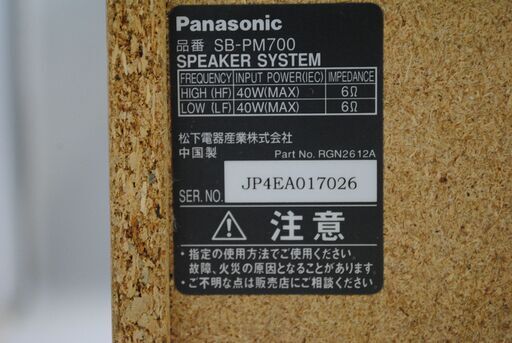 Panasonic
品番 SB-PM700
SPEAKER SYSTEM
FREQUENCY INPUT POWER(IEC) IMPEDANCE
HIGH (HF) 40W(MAX) 6Ω
LOW (LF) 40W(MAX) 6Ω
松下電器産業株式会社
中国製 Part No. RGN2612A
SER. NO. JP4EA017026
注意
・指定の使用方法でご使用ください。
故障、火災の原因となることがあります。
・ご不明な点は販売店にご相談ください。